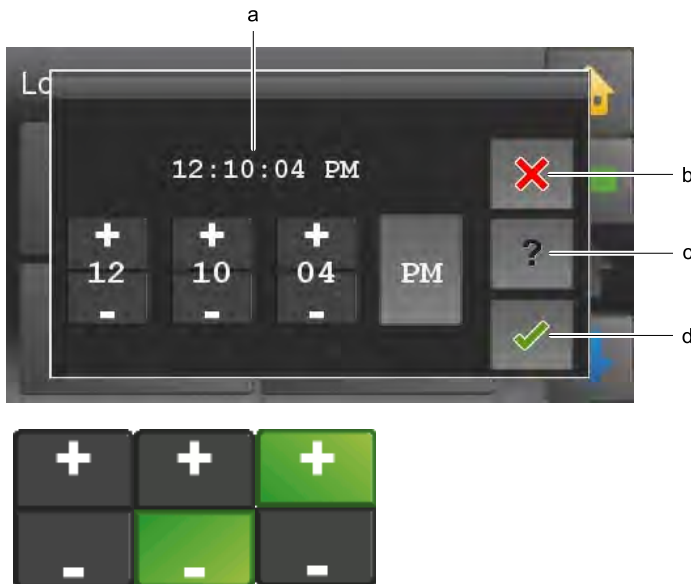 a
Lo
12:10:04 PM
b
+ + +
12 10 04 PM
- - -
?
c
d
+ + +
- - -